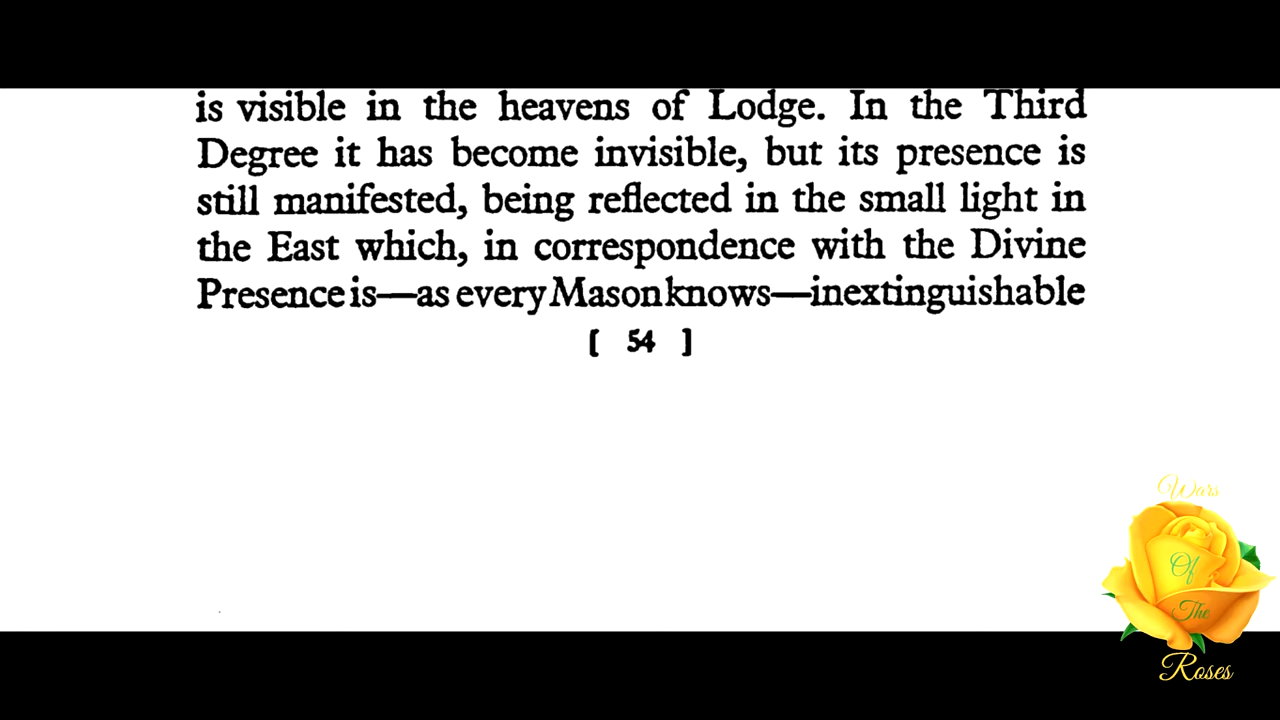 is visible in the heavens of Lodge. In the Third
Degree it has become invisible, but its presence is
still manifested, being reflected in the small light in
the East which, in correspondence with the Divine
Presence is—as every Mason knows—inextinguishable
[ 54 ]
Wars
Of
The
Roses